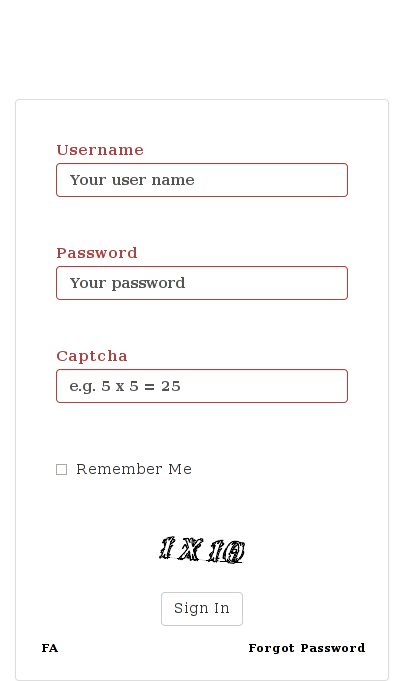 Username
Your user name
Password
Your password
Captcha
e.g. 5 x 5 = 25
Remember Me
1 X 10
Sign In
FA Forgot Password